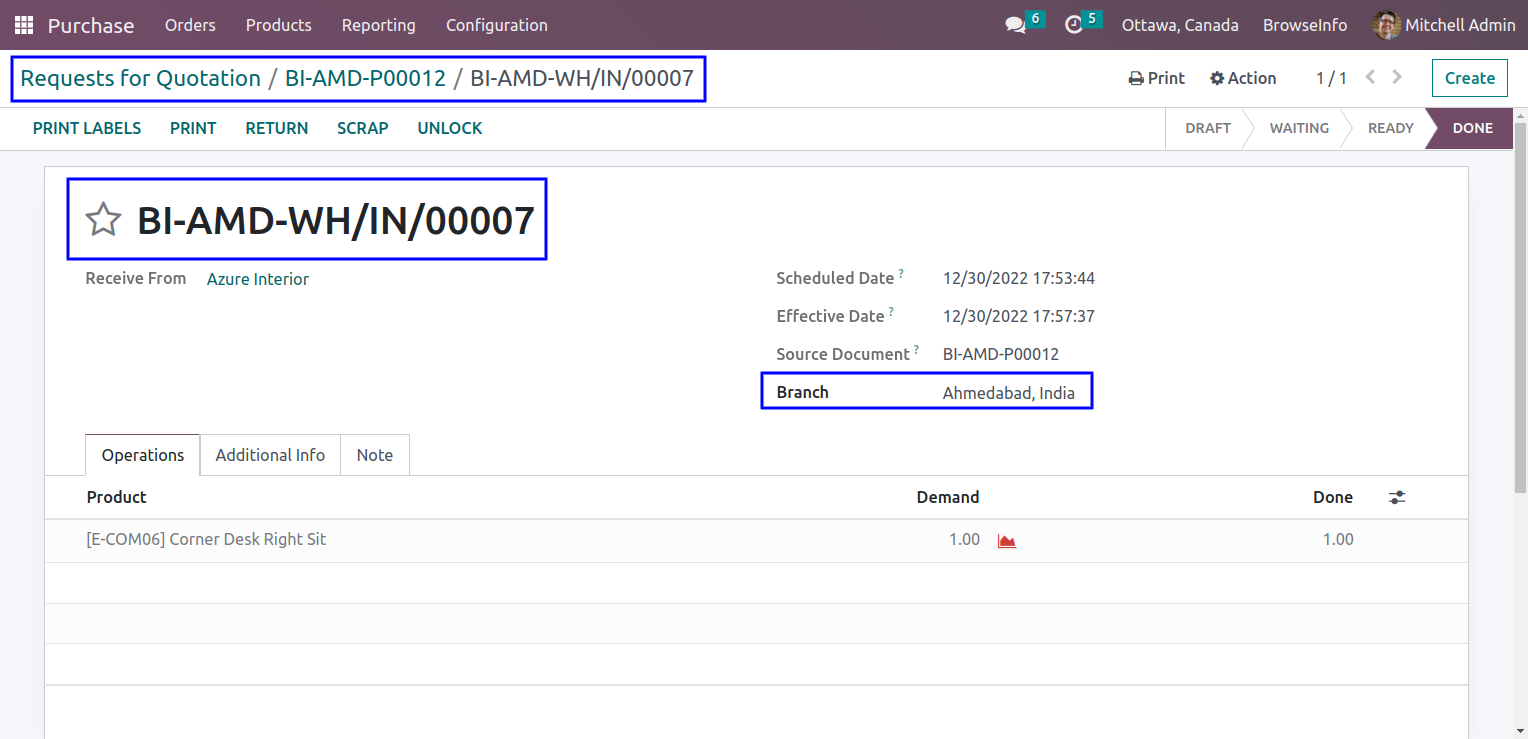 Purchase Orders Products Reporting Configuration 6 5 Ottawa, Canada BrowseInfo Mitchell Admin
Requests for Quotation / BI-AMD-P00012 / BI-AMD-WH/IN/00007 Print Action 1 / 1 Create
PRINT LABELS PRINT RETURN SCRAP UNLOCK DRAFT WAITING READY DONE
BI-AMD-WH/IN/00007
Receive From Azure Interior Scheduled Date ? 12/30/2022 17:53:44
Effective Date ? 12/30/2022 17:57:37
Source Document ? BI-AMD-P00012
Branch Ahmedabad, India
Operations Additional Info Note
Product Demand Done
[E-COM06] Corner Desk Right Sit 1.00 1.00